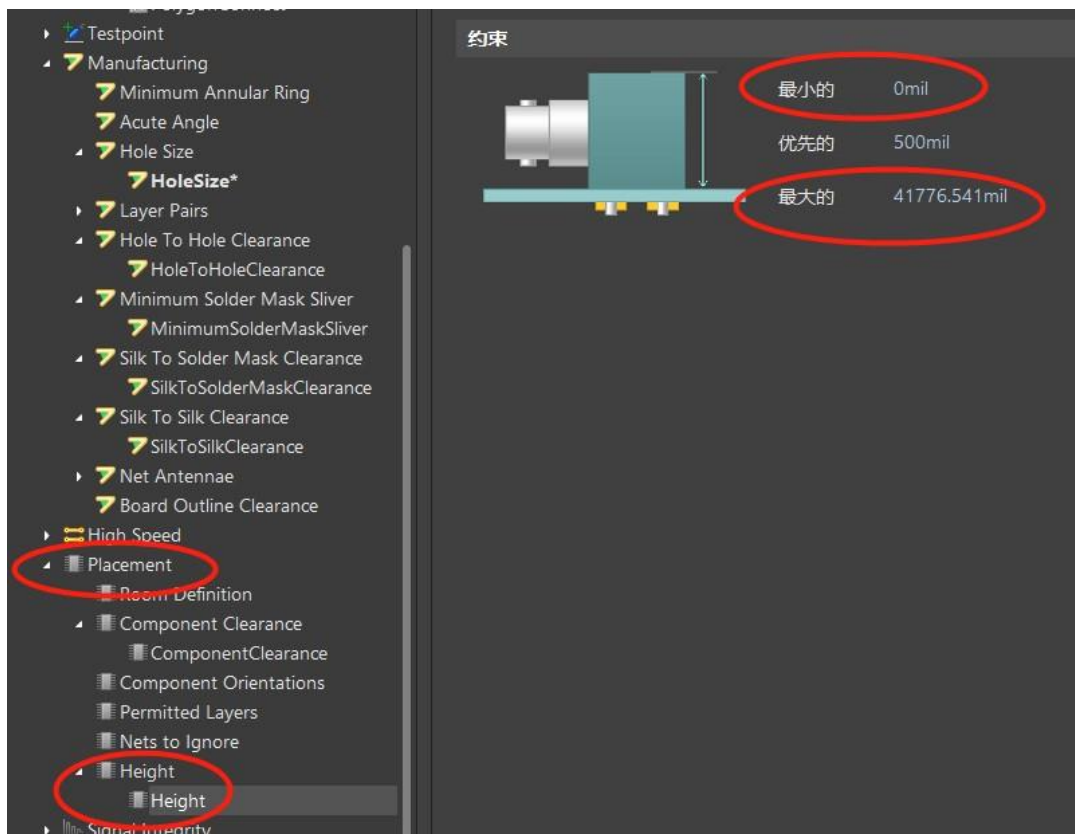 Testpoint
Manufacturing
Minimum Annular Ring
Acute Angle
Hole Size
HoleSize*
Layer Pairs
Hole To Hole Clearance
HoleToHoleClearance
Minimum Solder Mask Sliver
MinimumSolderMaskSliver
Silk To Solder Mask Clearance
SilkToSolderMaskClearance
Silk To Silk Clearance
SilkToSilkClearance
Net Antennae
Board Outline Clearance
High Speed
Placement
Room Definition
Component Clearance
ComponentClearance
Component Orientations
Permitted Layers
Nets to Ignore
Height
Height
Signal Integrity
约束
最小的 0mil
优先的 500mil
最大的 41776.541mil